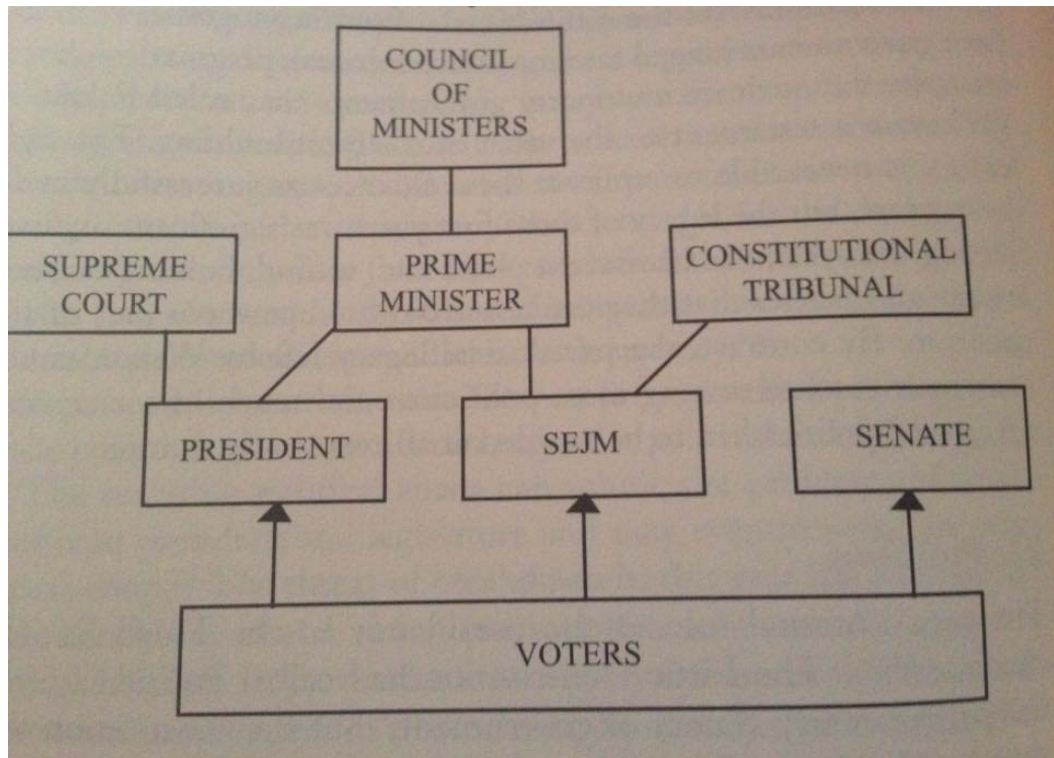 COUNCIL
OF
MINISTERS
SUPREME
COURT
PRIME
MINISTER
CONSTITUTIONAL
TRIBUNAL
PRESIDENT
SEJM
SENATE
VOTERS